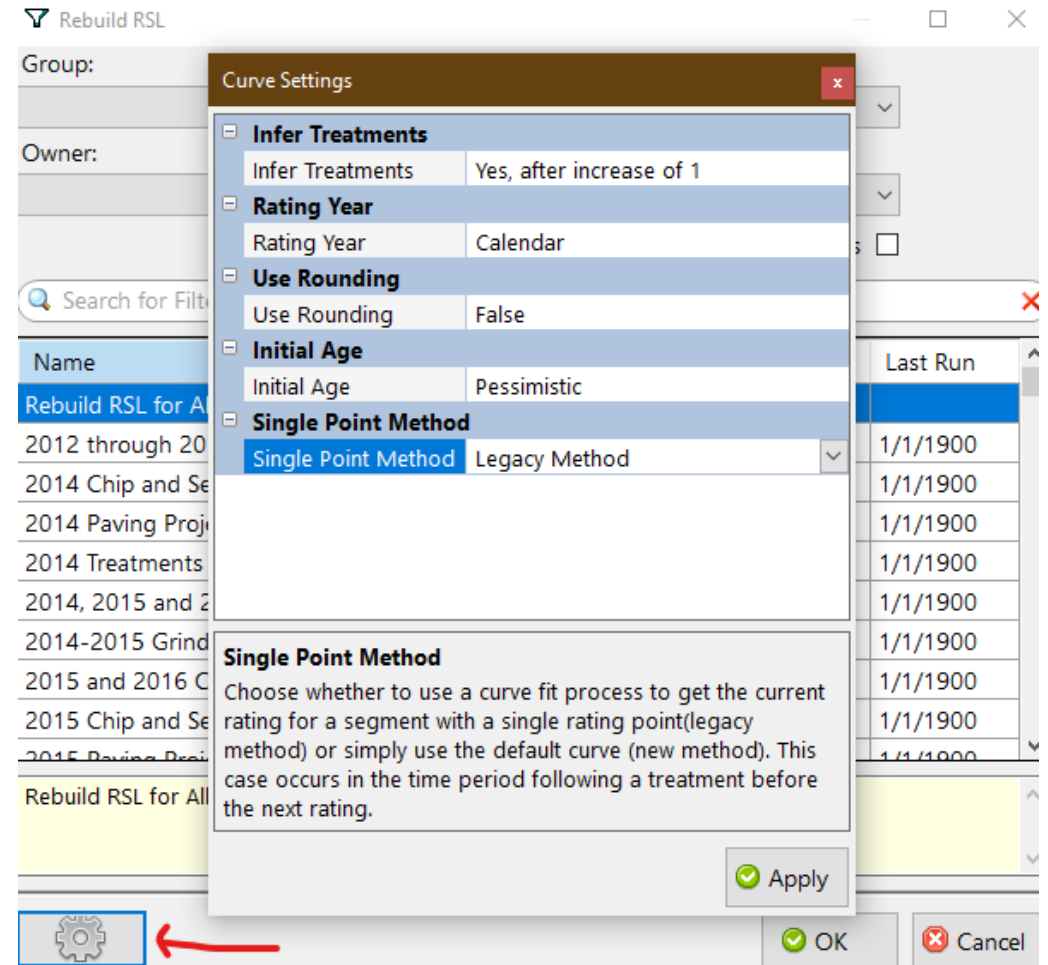 Rebuild RSL
Group:
Curve Settings
x
Infer Treatments
Infer Treatments Yes, after increase of 1
Owner:
Rating Year
Rating Year Calendar
Use Rounding
Search for Filt
Use Rounding False
Initial Age
Name
Last Run
Initial Age Pessimistic
Rebuild RSL for Al
Single Point Method
2012 through 20
1/1/1900
Single Point Method Legacy Method
2014 Chip and Se
1/1/1900
2014 Paving Proj
1/1/1900
2014 Treatments
1/1/1900
2014, 2015 and 2
1/1/1900
2014-2015 Grind
1/1/1900
Single Point Method
2015 and 2016 C
1/1/1900
2015 Chip and Se
1/1/1900
2015 Paving Proj
1/1/1900
Choose whether to use a curve fit process to get the current
rating for a segment with a single rating point(legacy
method) or simply use the default curve (new method). This
case occurs in the time period following a treatment before
the next rating.
Rebuild RSL for All
Apply
OK
Cancel